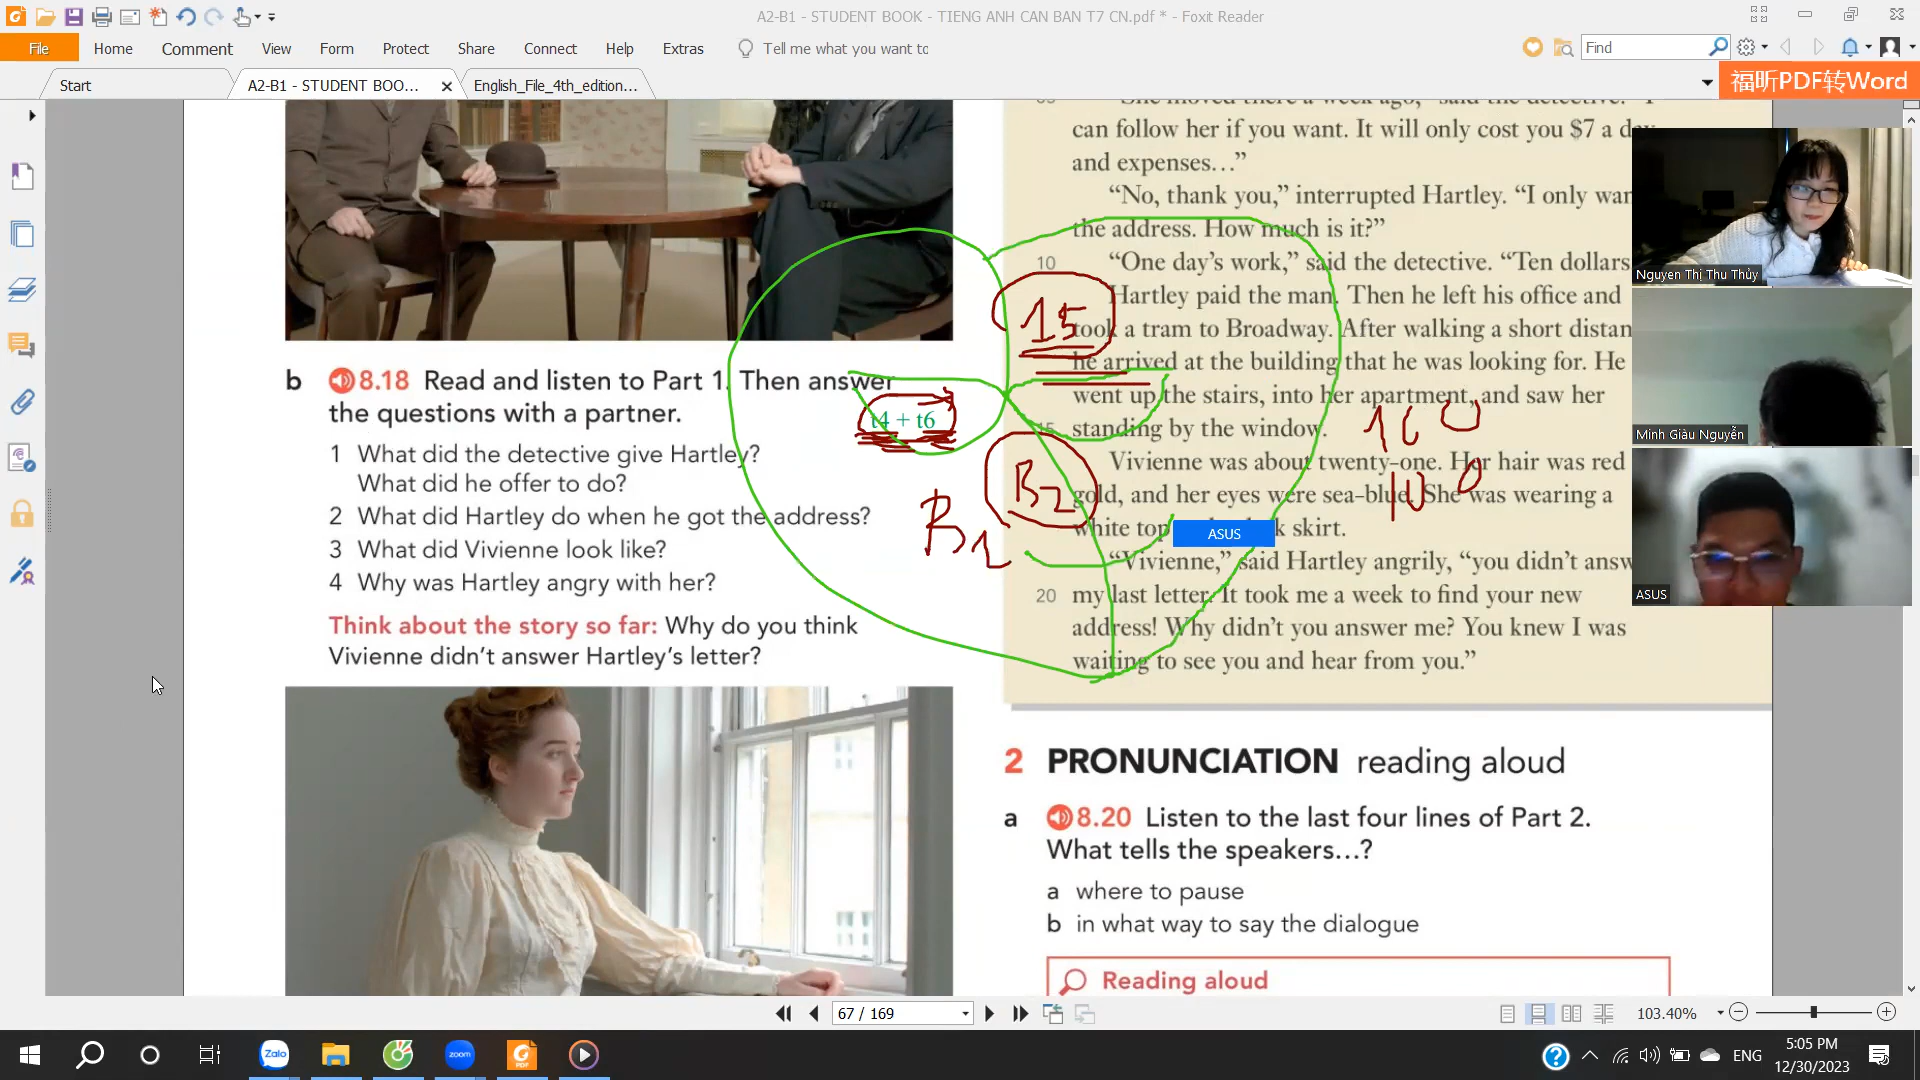 A2-B1 - STUDENT BOOK - TIENG ANH CAN BAN T7 CN.pdf * - Foxit Reader
File Home Comment View Form Protect Share Connect Help Extras Tell me what you want to Find
Start A2-B1 - STUDENT BOO... English_File_4th_edition...
福昕PDF转Word
b 8.18 Read and listen to Part 1. Then answer
the questions with a partner.
t4 + t6
1 What did the detective give Hartley?
What did he offer to do?
2 What did Hartley do when he got the address?
3 What did Vivienne look like?
4 Why was Hartley angry with her?
Think about the story so far: Why do you think
Vivienne didn't answer Hartley's letter?
"She moved there a week ago," said the detective. "I
can follow her if you want. It will only cost you $7 a day
and expenses…"
"No, thank you," interrupted Hartley. "I only wan
the address. How much is it?"
10 "One day's work," said the detective. "Ten dollars
Hartley paid the man. Then he left his office and
took a tram to Broadway. After walking a short distan
he arrived at the building that he was looking for. He
went up the stairs, into her apartment, and saw her
15 standing by the window.
Vivienne was about twenty-one. Her hair was red
gold, and her eyes were sea-blue. She was wearing a
white top skirt.
"Vivienne," said Hartley angrily, "you didn't answ
20 my last letter. It took me a week to find your new
address! Why didn't you answer me? You knew I was
waiting to see you and hear from you."
15
B2
B1
100
100
ASUS
Nguyen Thị Thu Thủy
Minh Giàu Nguyễn
ASUS
2 PRONUNCIATION reading aloud
a 8.20 Listen to the last four lines of Part 2.
What tells the speakers…?
a where to pause
b in what way to say the dialogue
Reading aloud
67 / 169
103.40%
Zalo zoom PDF
ENG
5:05 PM
12/30/2023